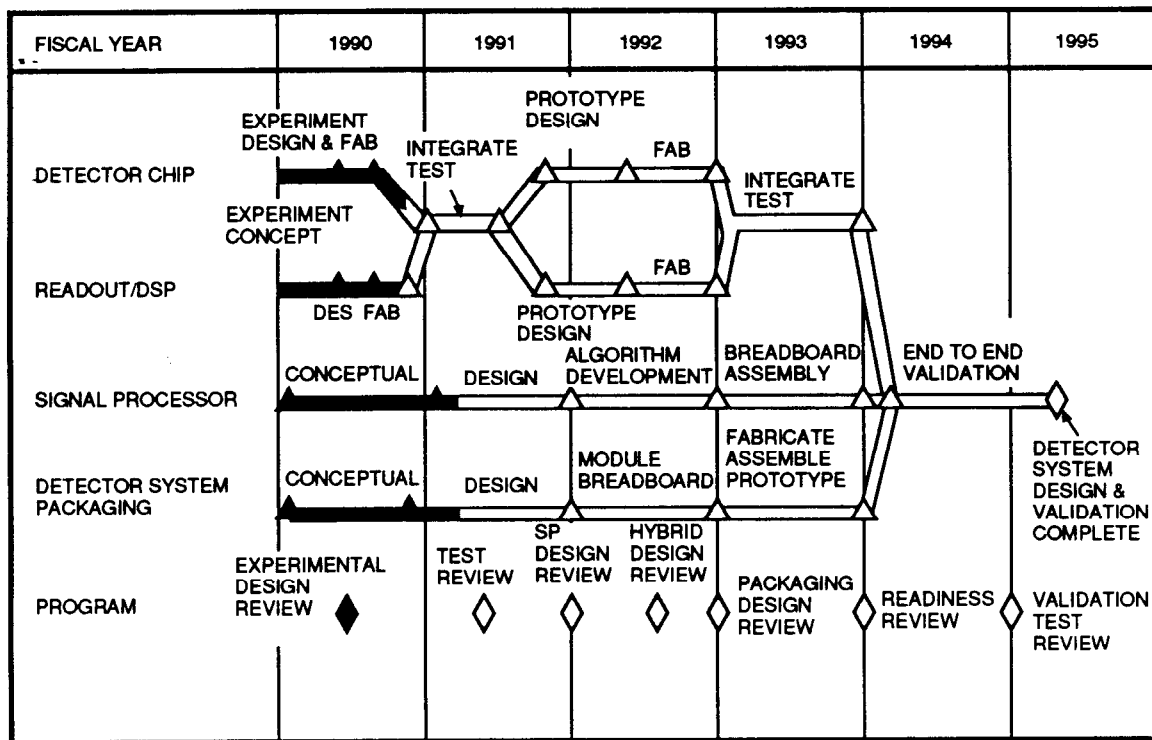 FISCAL YEAR 1990 1991 1992 1993 1994 1995
PROTOTYPE
DESIGN
EXPERIMENT
DESIGN & FAB
INTEGRATE
TEST
FAB
DETECTOR CHIP
INTEGRATE
TEST
EXPERIMENT
CONCEPT
READOUT/DSP
FAB
DES FAB
PROTOTYPE
DESIGN
ALGORITHM
DEVELOPMENT
BREADBOARD
ASSEMBLY
END TO END
VALIDATION
CONCEPTUAL
DESIGN
SIGNAL PROCESSOR
DETECTOR
SYSTEM
DESIGN &
VALIDATION
COMPLETE
MODULE
BREADBOARD
FABRICATE
ASSEMBLE
PROTOTYPE
CONCEPTUAL
DESIGN
DETECTOR SYSTEM
PACKAGING
EXPERIMENTAL
DESIGN
REVIEW
TEST
REVIEW
SP
DESIGN
REVIEW
HYBRID
DESIGN
REVIEW
PACKAGING
DESIGN
REVIEW
READINESS
REVIEW
VALIDATION
TEST
REVIEW
PROGRAM